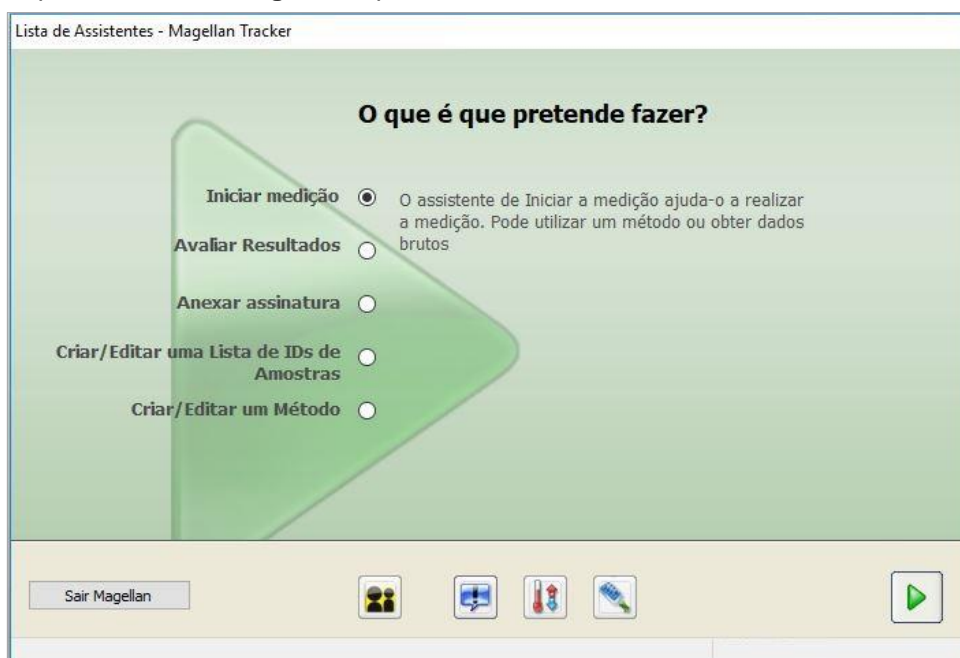 Lista de Assistentes - Magellan Tracker
O que é que pretende fazer?
Iniciar medição
O assistente de Iniciar a medição ajuda-o a realizar
a medição. Pode utilizar um método ou obter dados
brutos
Avaliar Resultados
Anexar assinatura
Criar/Editar uma Lista de IDs de
Amostras
Criar/Editar um Método
Sair Magellan